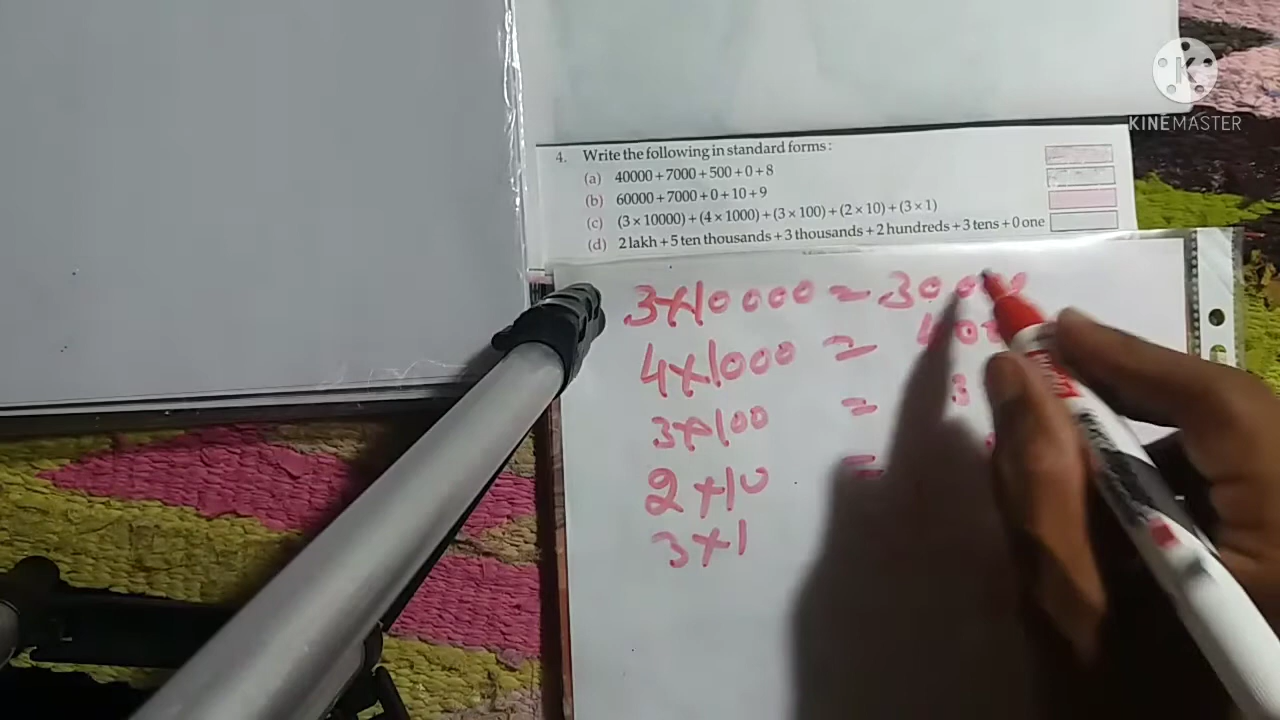 KINEMASTER
4. Write the following in standard forms :
(a) 40000 + 7000 + 500 + 0 + 8
(b) 60000 + 7000 + 0 + 10 + 9
(c) (3 × 10000) + (4 × 1000) + (3 × 100) + (2 × 10) + (3 × 1)
(d) 2 lakh + 5 ten thousands + 3 thousands + 2 hundreds + 3 tens + 0 one
3 × 10000 = 30000
4 × 1000 = 400
3 × 100 = 3
2 × 10 =
3 × 1